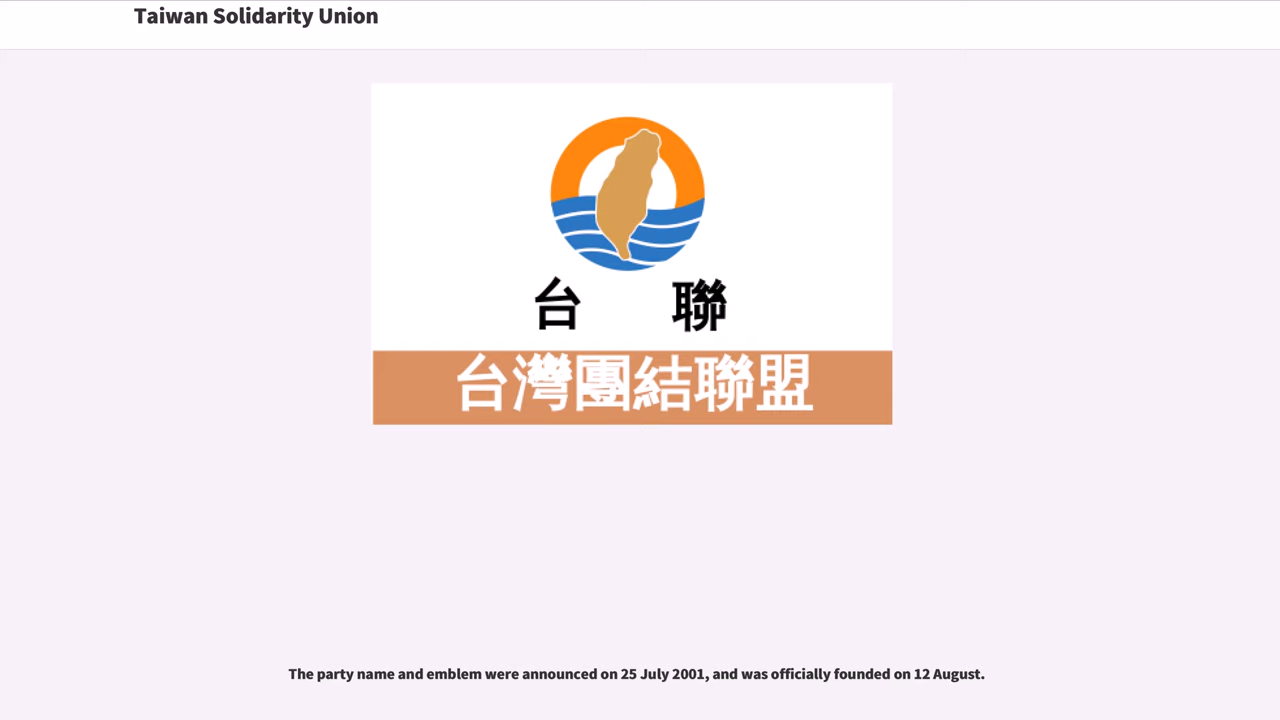 Taiwan Solidarity Union
台 聯
台灣團結聯盟
The party name and emblem were announced on 25 July 2001, and was officially founded on 12 August.